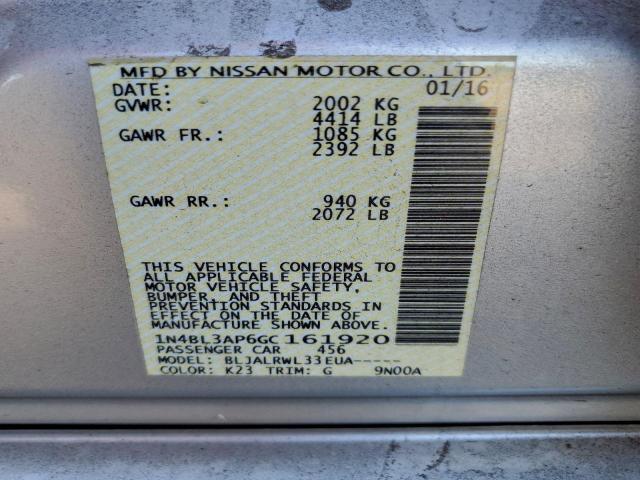 MFD BY NISSAN MOTOR CO., LTD.
DATE: 01/16
GVWR: 2002 KG
4414 LB
GAWR FR.: 1085 KG
2392 LB
GAWR RR.: 940 KG
2072 LB
THIS VEHICLE CONFORMS TO
ALL APPLICABLE FEDERAL
MOTOR VEHICLE SAFETY,
BUMPER, AND THEFT
PREVENTION STANDARDS IN
EFFECT ON THE DATE OF
MANUFACTURE SHOWN ABOVE.
1N4BL3AP6GC161920
PASSENGER CAR 456
MODEL: BLJALRWL33EUA-----
COLOR: K23 TRIM: G 9N00A